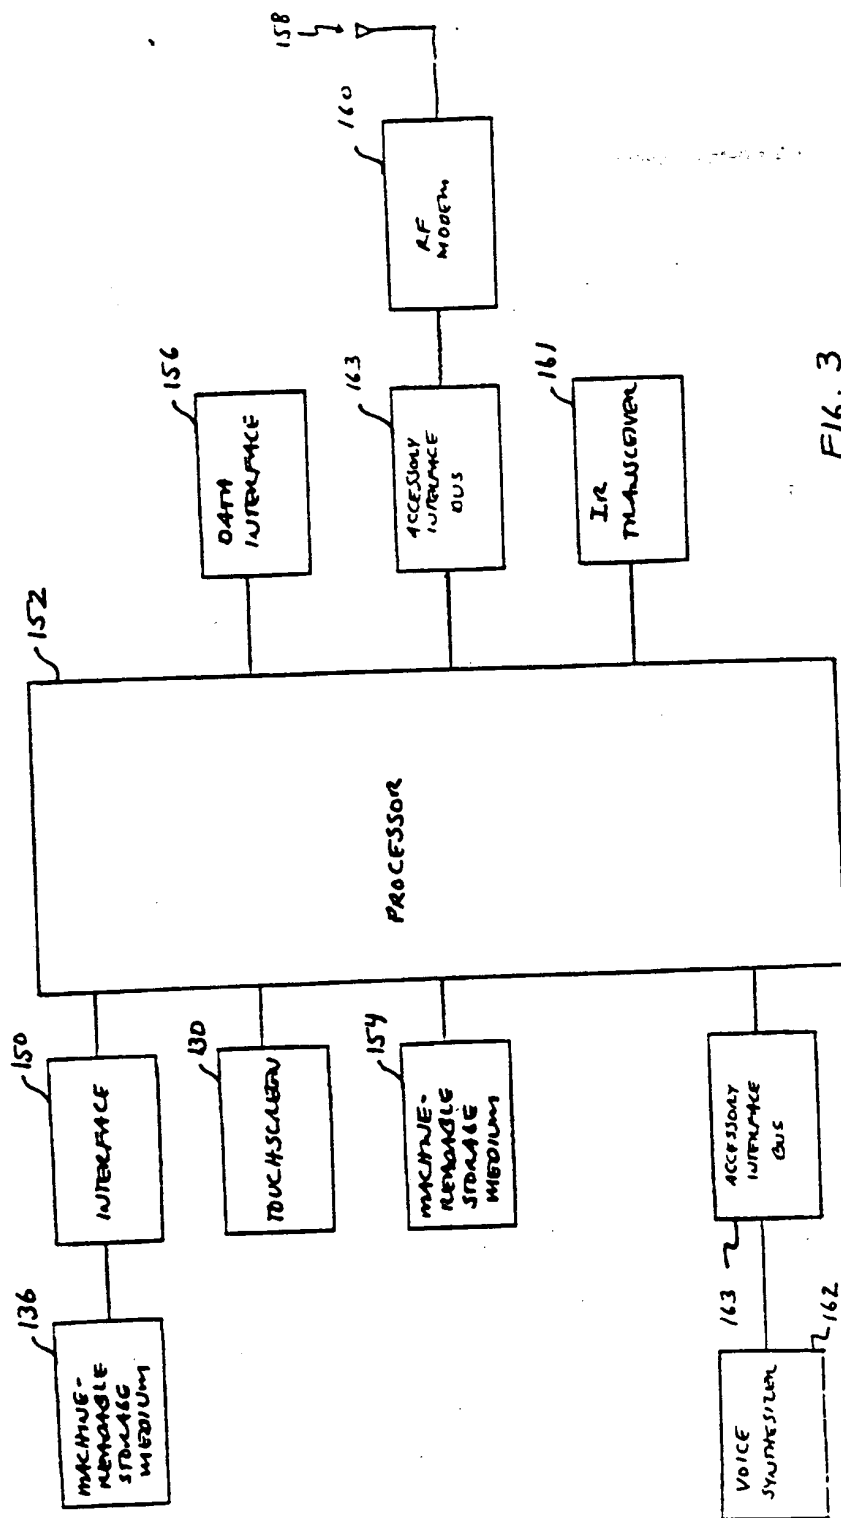 136
MACHINE-
READABLE
STORAGE
MEDIUM
150
INTERFACE
130
TOUCHSCREEN
154
MACHINE-
READABLE
STORAGE
MEDIUM
VOICE
SYNTHESIZER
162
163
ACCESSORY
INTERFACE
BUS
152
PROCESSOR
156
DATA
INTERFACE
163
ACCESSORY
INTERFACE
BUS
161
IR
TRANSCEIVER
160
RF
MODEM
158
FIG. 3